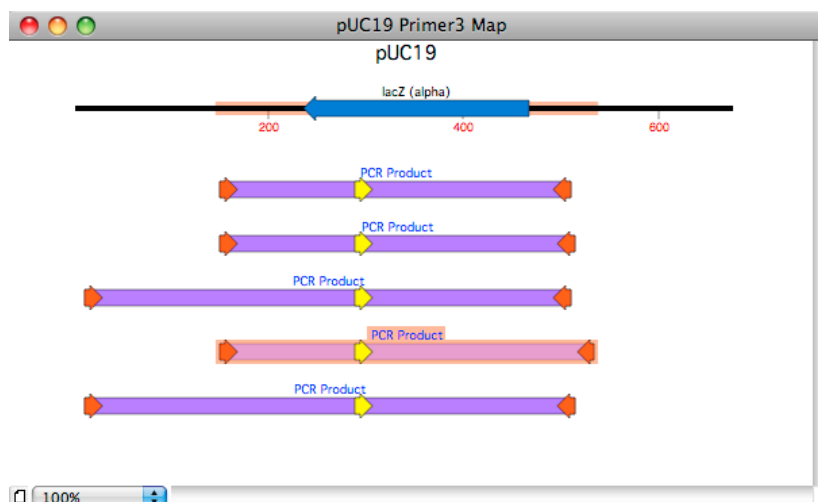 pUC19 Primer3 Map
pUC19
lacZ (alpha)
200 400 600
PCR Product
PCR Product
PCR Product
PCR Product
PCR Product
100%